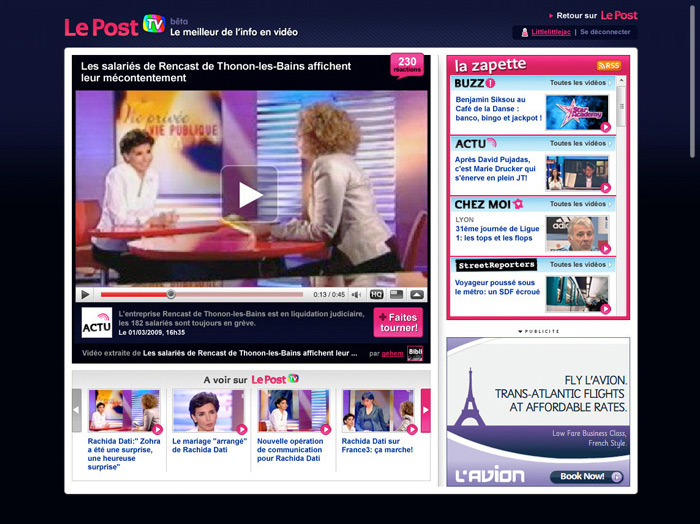 Le Post TV bêta
Le meilleur de l'info en vidéo
Retour sur Le Post
Littlelittlejac | Se déconnecter
Les salariés de Rencast de Thonon-les-Bains affichent
leur mécontentement
230
réactions
Vie privée
VIE PUBLIQUE
0:13 / 0:45
HQ
ACTU
L'entreprise Rencast de Thonon-les-Bains est en liquidation judiciaire,
les 182 salariés sont toujours en grève.
Le 01/03/2009, 16h35
+ Faites
tourner!
Vidéo extraite de Les salariés de Rencast de Thonon-les-Bains affichent leur ...
par gehem
Bibli
A voir sur Le Post TV
Rachida Dati:" Zohra
a été une surprise,
une heureuse
surprise"
Le mariage "arrangé"
de Rachida Dati
Nouvelle opération
de communication
pour Rachida Dati
Rachida Dati sur
France3: ça marche!
la zapette
RSS
BUZZ!
Toutes les vidéos
Benjamin Siksou au
Café de la Danse :
banco, bingo et jackpot !
Star
Academy
ACTU
Toutes les vidéos
Après David Pujadas,
c'est Marie Drucker qui
s'énerve en plein JT!
CHEZ MOI
Toutes les vidéos
LYON
31ème journée de Ligue
1: les tops et les flops
adidas
StreetReporters
Toutes les vidéos
Voyageur poussé sous
le métro: un SDF écroué
PUBLICITE
FLY L'AVION.
TRANS-ATLANTIC FLIGHTS
AT AFFORDABLE RATES.
Low Fare Business Class,
French Style.
L'AVION
Book Now!